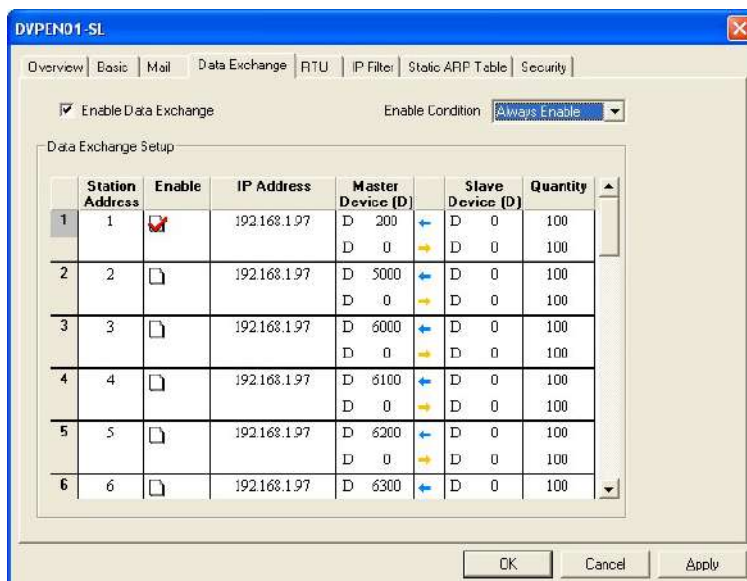 DVPEN01-SL
Overview Basic Mail Data Exchange RTU IP Filter Static ARP Table Security
Enable Data Exchange Enable Condition Always Enable
Data Exchange Setup
Station Address Enable IP Address Master Device (D) Slave Device (D) Quantity
1 1 192.168.1.97 D 200 D 0 100
D 0 D 0 100
2 2 192.168.1.97 D 5000 D 0 100
D 0 D 0 100
3 3 192.168.1.97 D 6000 D 0 100
D 0 D 0 100
4 4 192.168.1.97 D 6100 D 0 100
D 0 D 0 100
5 5 192.168.1.97 D 6200 D 0 100
D 0 D 0 100
6 6 192.168.1.97 D 6300 D 0 100
OK Cancel Apply